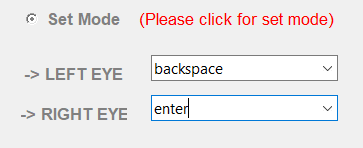 Set Mode (Please click for set mode)
-> LEFT EYE backspace
-> RIGHT EYE enter